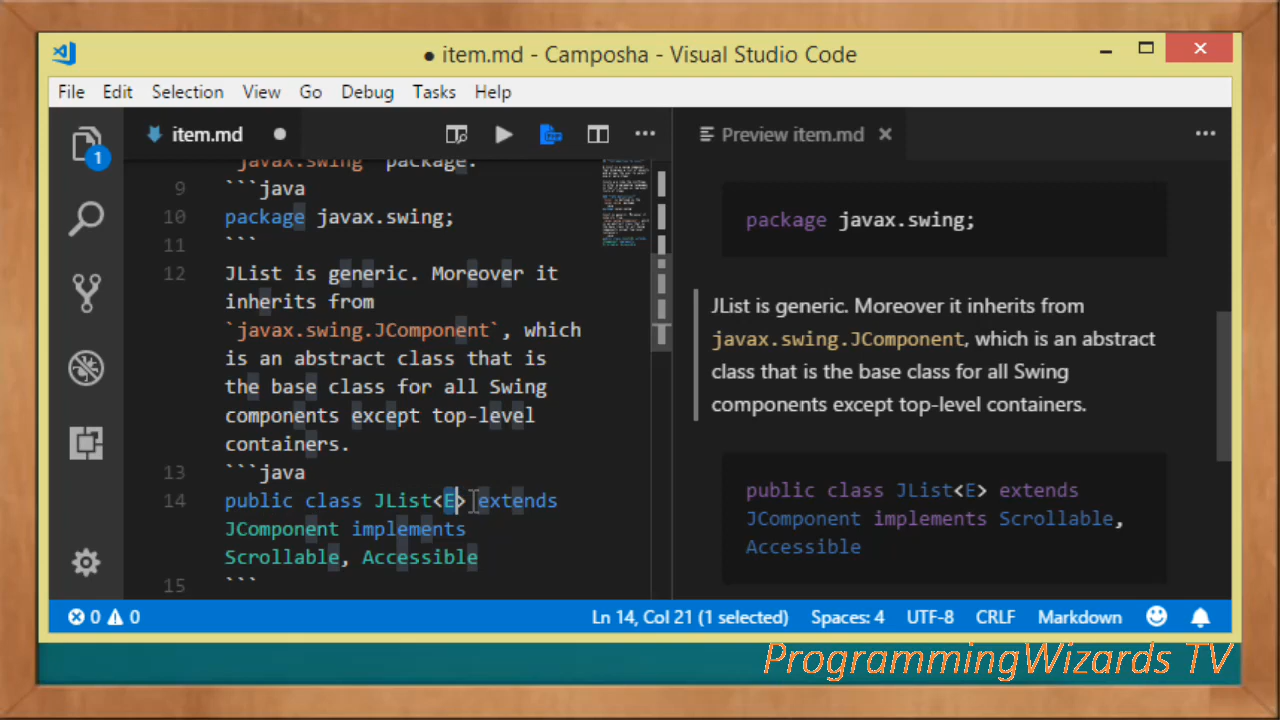 ● item.md - Camposha - Visual Studio Code
File Edit Selection View Go Debug Tasks Help
1
item.md
`javax.swing` package.
9 ```java
10 package javax.swing;
11 ```
12 JList is generic. Moreover it
inherits from
`javax.swing.JComponent`, which
is an abstract class that is
the base class for all Swing
components except top-level
containers.
13 ```java
14 public class JList<E> extends
JComponent implements
Scrollable, Accessible
15 ```
Preview item.md
package javax.swing;
JList is generic. Moreover it inherits from
javax.swing.JComponent, which is an abstract
class that is the base class for all Swing
components except top-level containers.
public class JList<E> extends
JComponent implements Scrollable,
Accessible
0 0 Ln 14, Col 21 (1 selected) Spaces: 4 UTF-8 CRLF Markdown
ProgrammingWizards TV